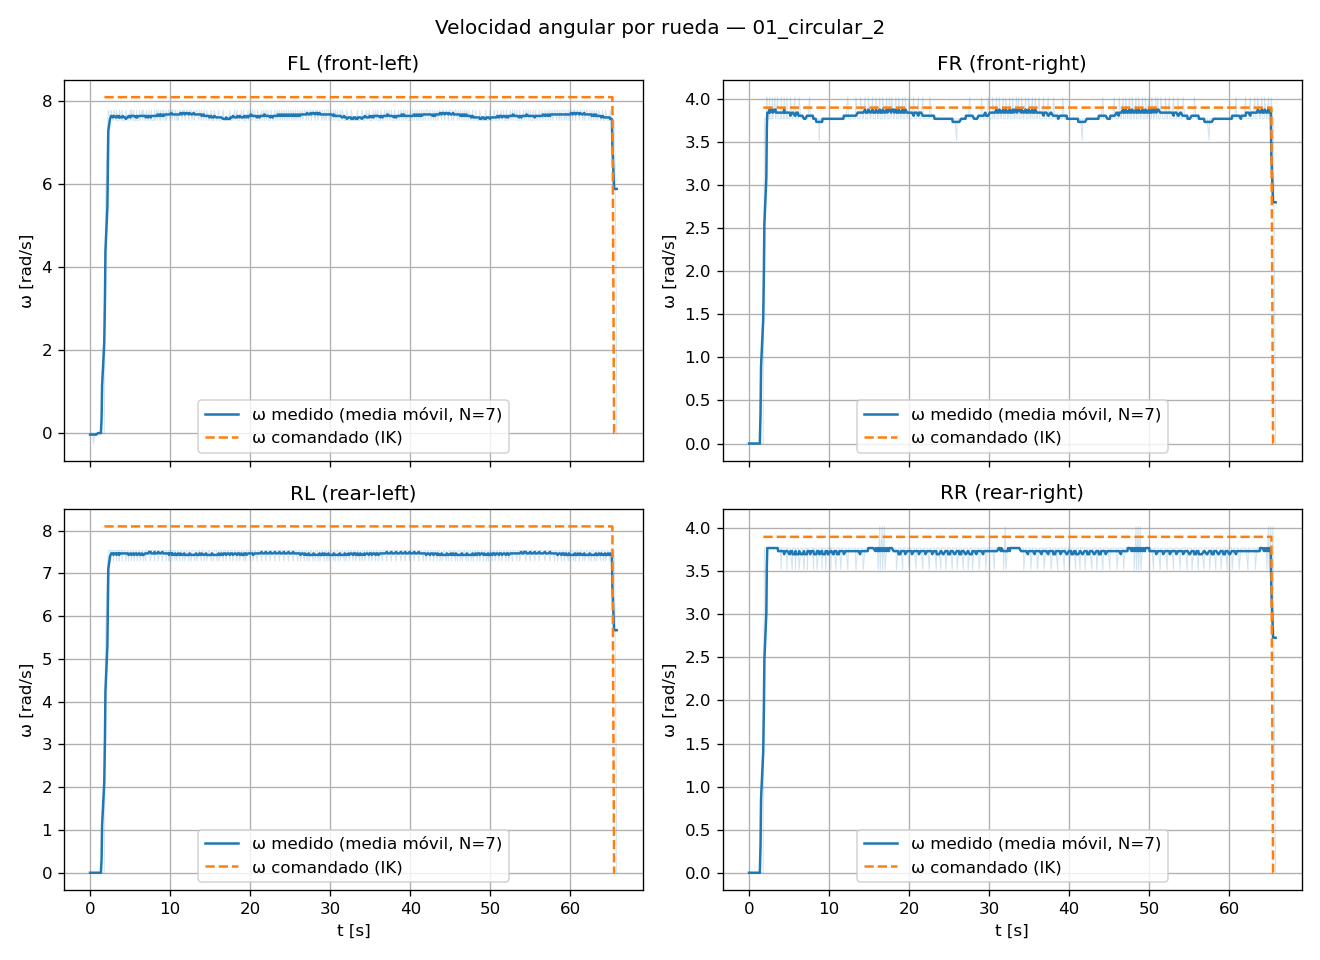 Velocidad angular por rueda — 01_circular_2
FL (front-left)
8
6
4
2
0
ω [rad/s]
ω medido (media móvil, N=7)
ω comandado (IK)
FR (front-right)
4.0
3.5
3.0
2.5
2.0
1.5
1.0
0.5
0.0
ω [rad/s]
ω medido (media móvil, N=7)
ω comandado (IK)
RL (rear-left)
8
7
6
5
4
3
2
1
0
ω [rad/s]
ω medido (media móvil, N=7)
ω comandado (IK)
0 10 20 30 40 50 60
t [s]
RR (rear-right)
4.0
3.5
3.0
2.5
2.0
1.5
1.0
0.5
0.0
ω [rad/s]
ω medido (media móvil, N=7)
ω comandado (IK)
0 10 20 30 40 50 60
t [s]